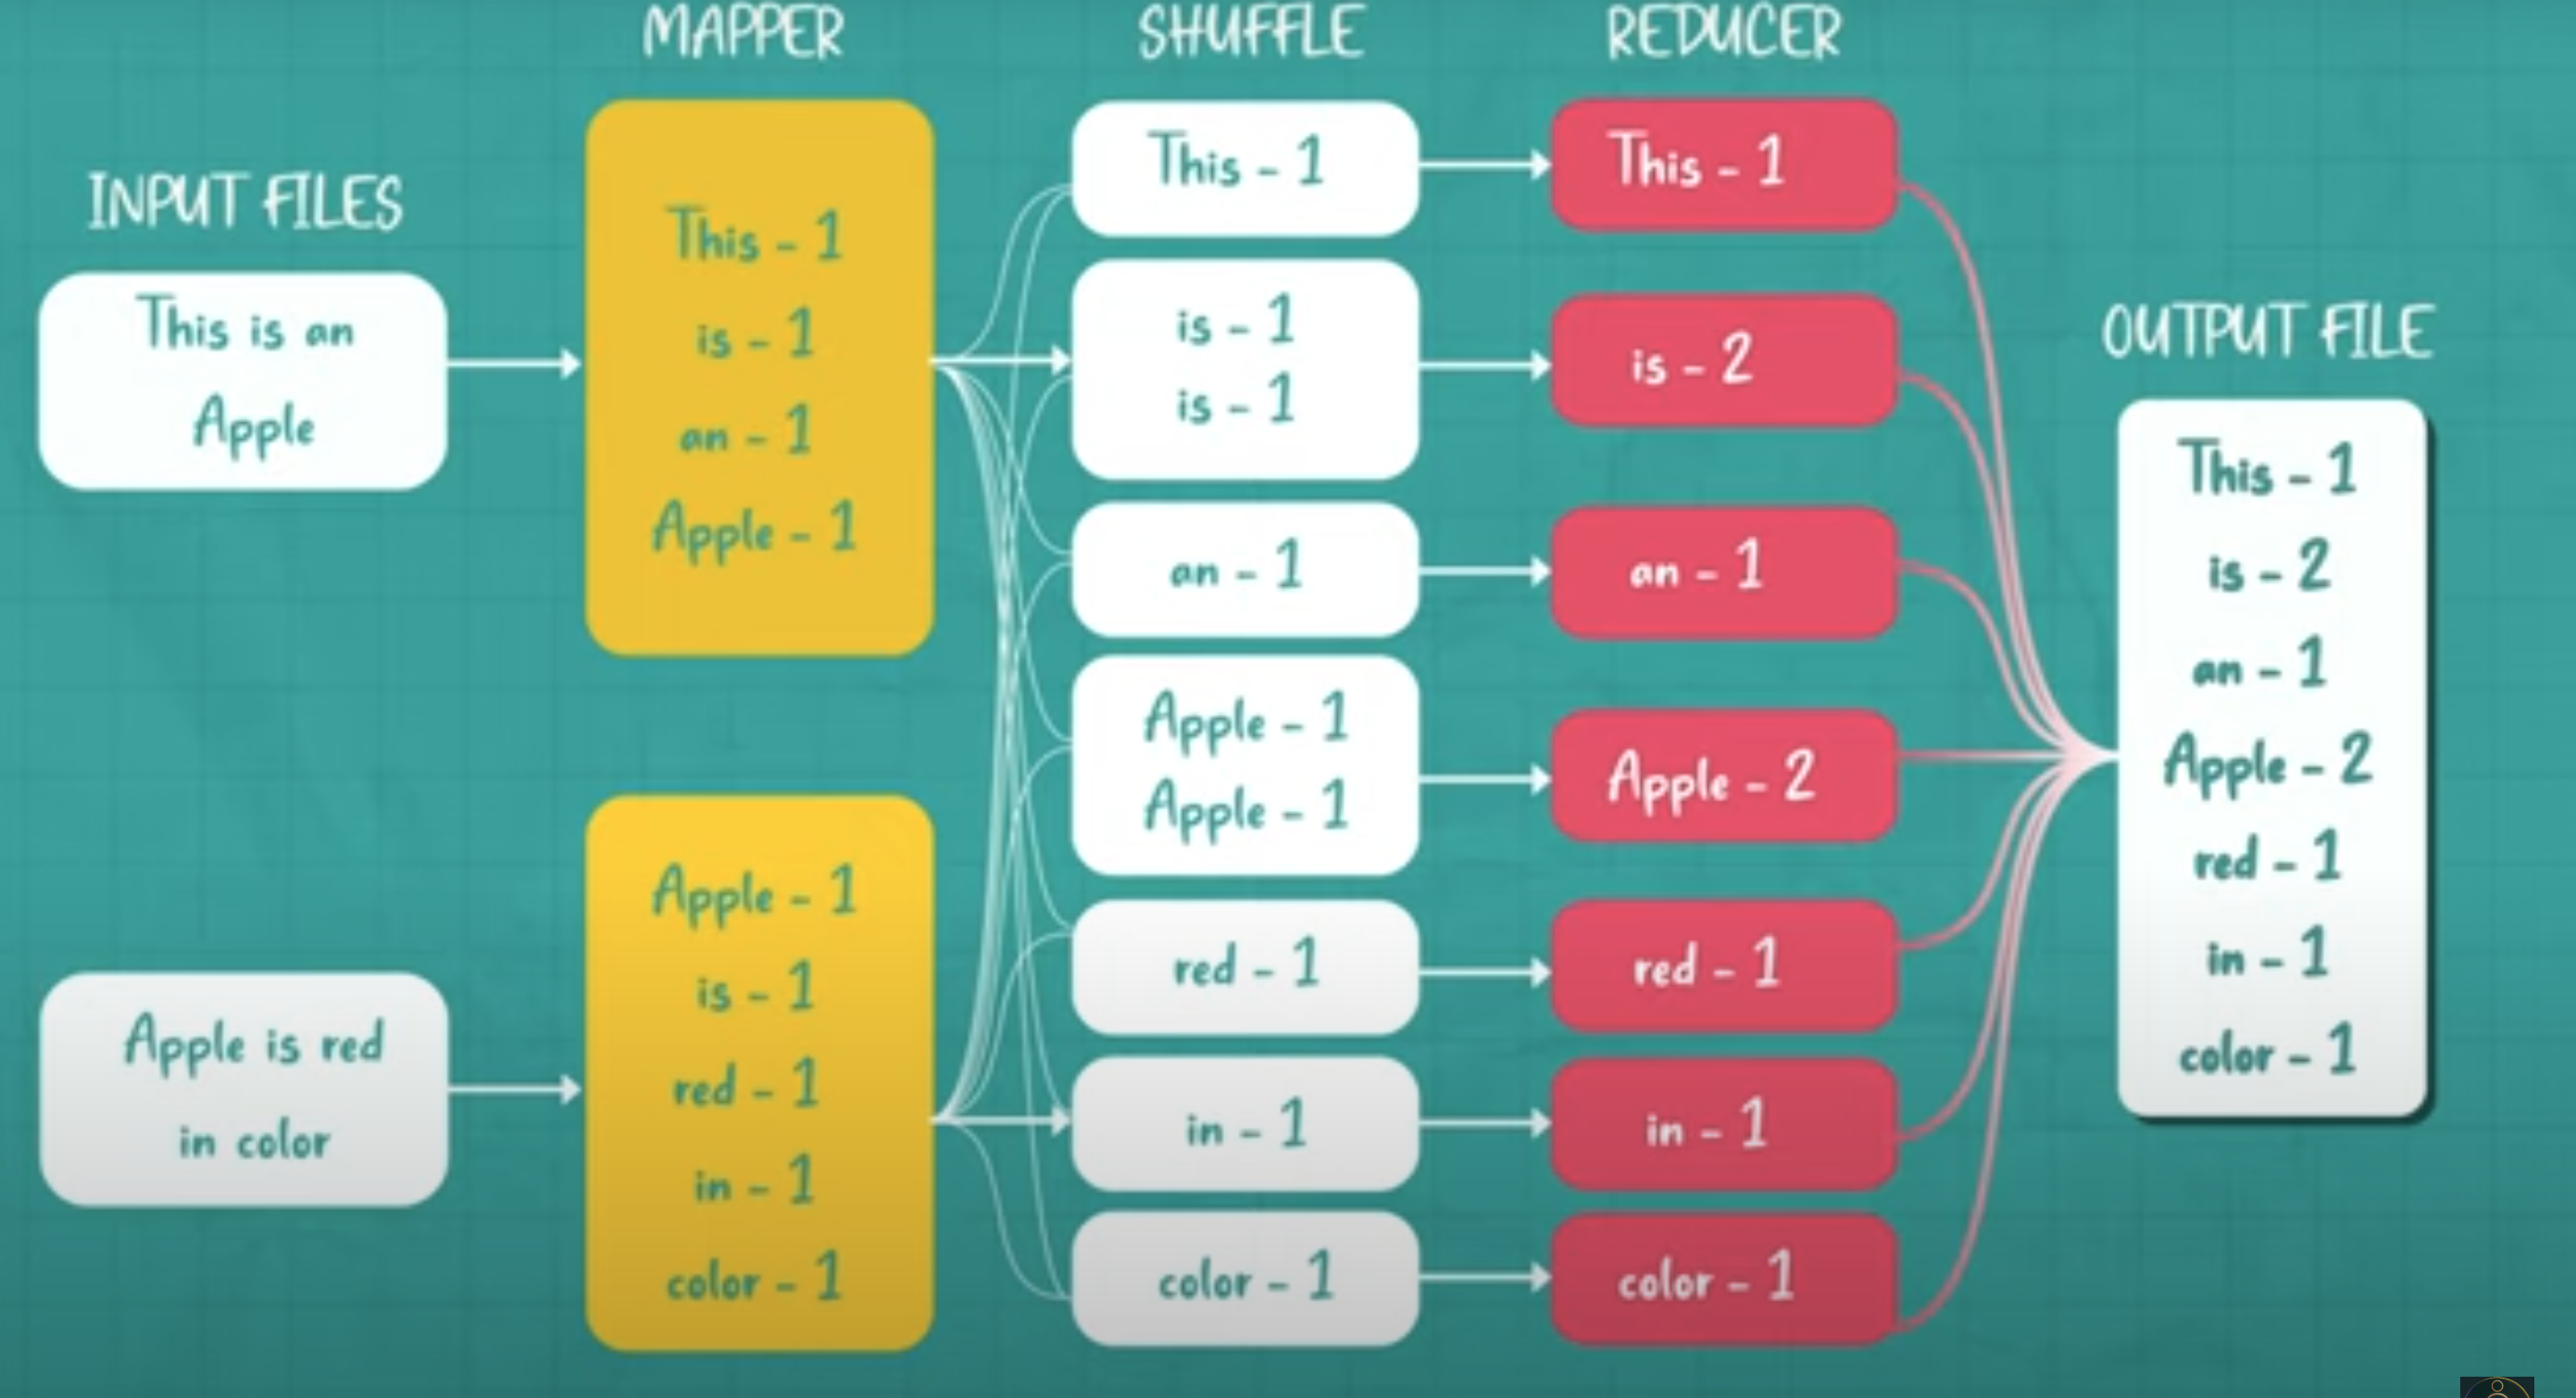 INPUT FILES
This is an
Apple
Apple is red
in color
MAPPER
This - 1
is - 1
an - 1
Apple - 1
Apple - 1
is - 1
red - 1
in - 1
color - 1
SHUFFLE
This - 1
is - 1
is - 1
an - 1
Apple - 1
Apple - 1
red - 1
in - 1
color - 1
REDUCER
This - 1
is - 2
an - 1
Apple - 2
red - 1
in - 1
color - 1
OUTPUT FILE
This - 1
is - 2
an - 1
Apple - 2
red - 1
in - 1
color - 1